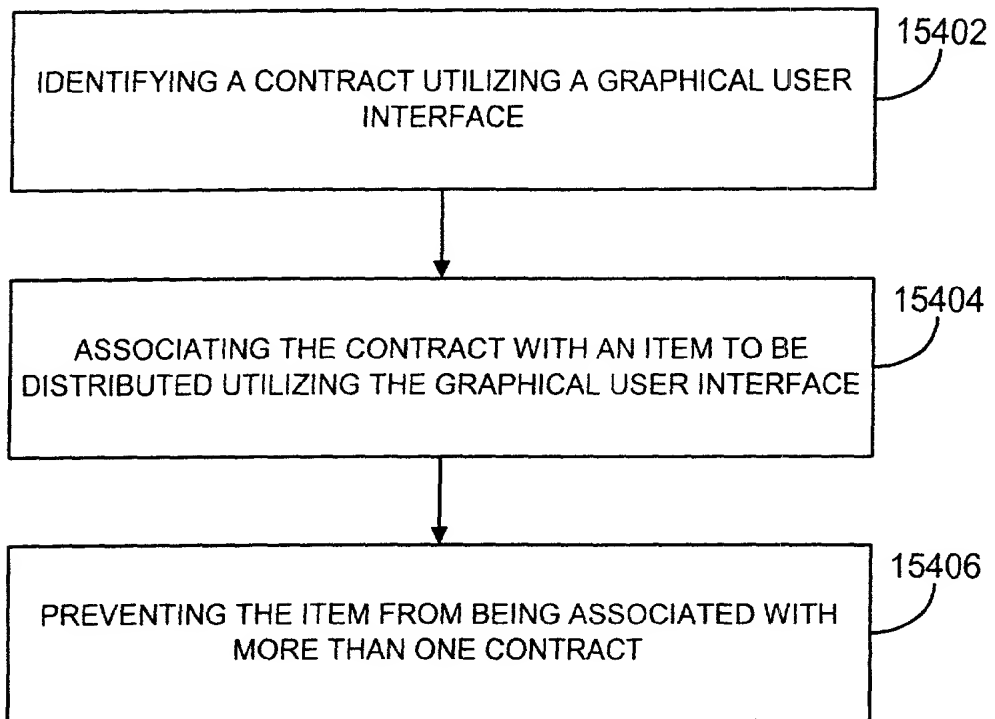 15402
IDENTIFYING A CONTRACT UTILIZING A GRAPHICAL USER
INTERFACE
15404
ASSOCIATING THE CONTRACT WITH AN ITEM TO BE
DISTRIBUTED UTILIZING THE GRAPHICAL USER INTERFACE
15406
PREVENTING THE ITEM FROM BEING ASSOCIATED WITH
MORE THAN ONE CONTRACT